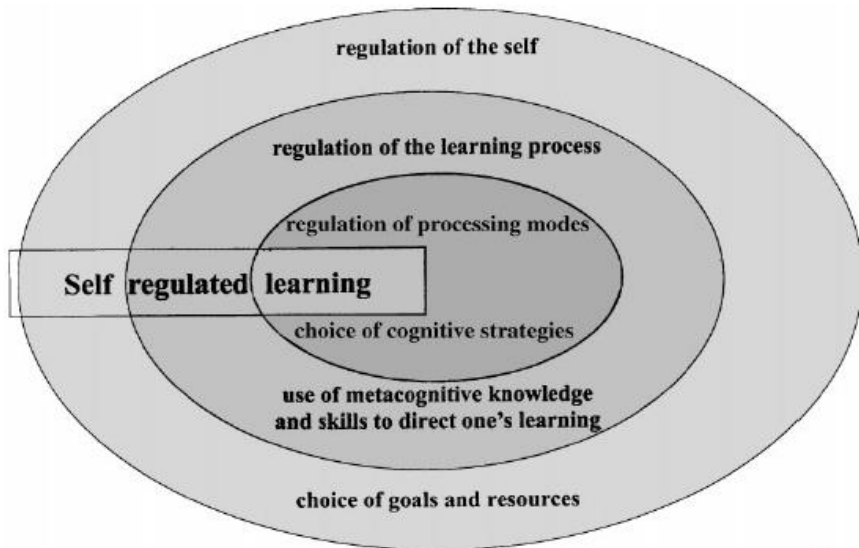 regulation of the self
regulation of the learning process
regulation of processing modes
Self regulated learning
choice of cognitive strategies
use of metacognitive knowledge
and skills to direct one's learning
choice of goals and resources